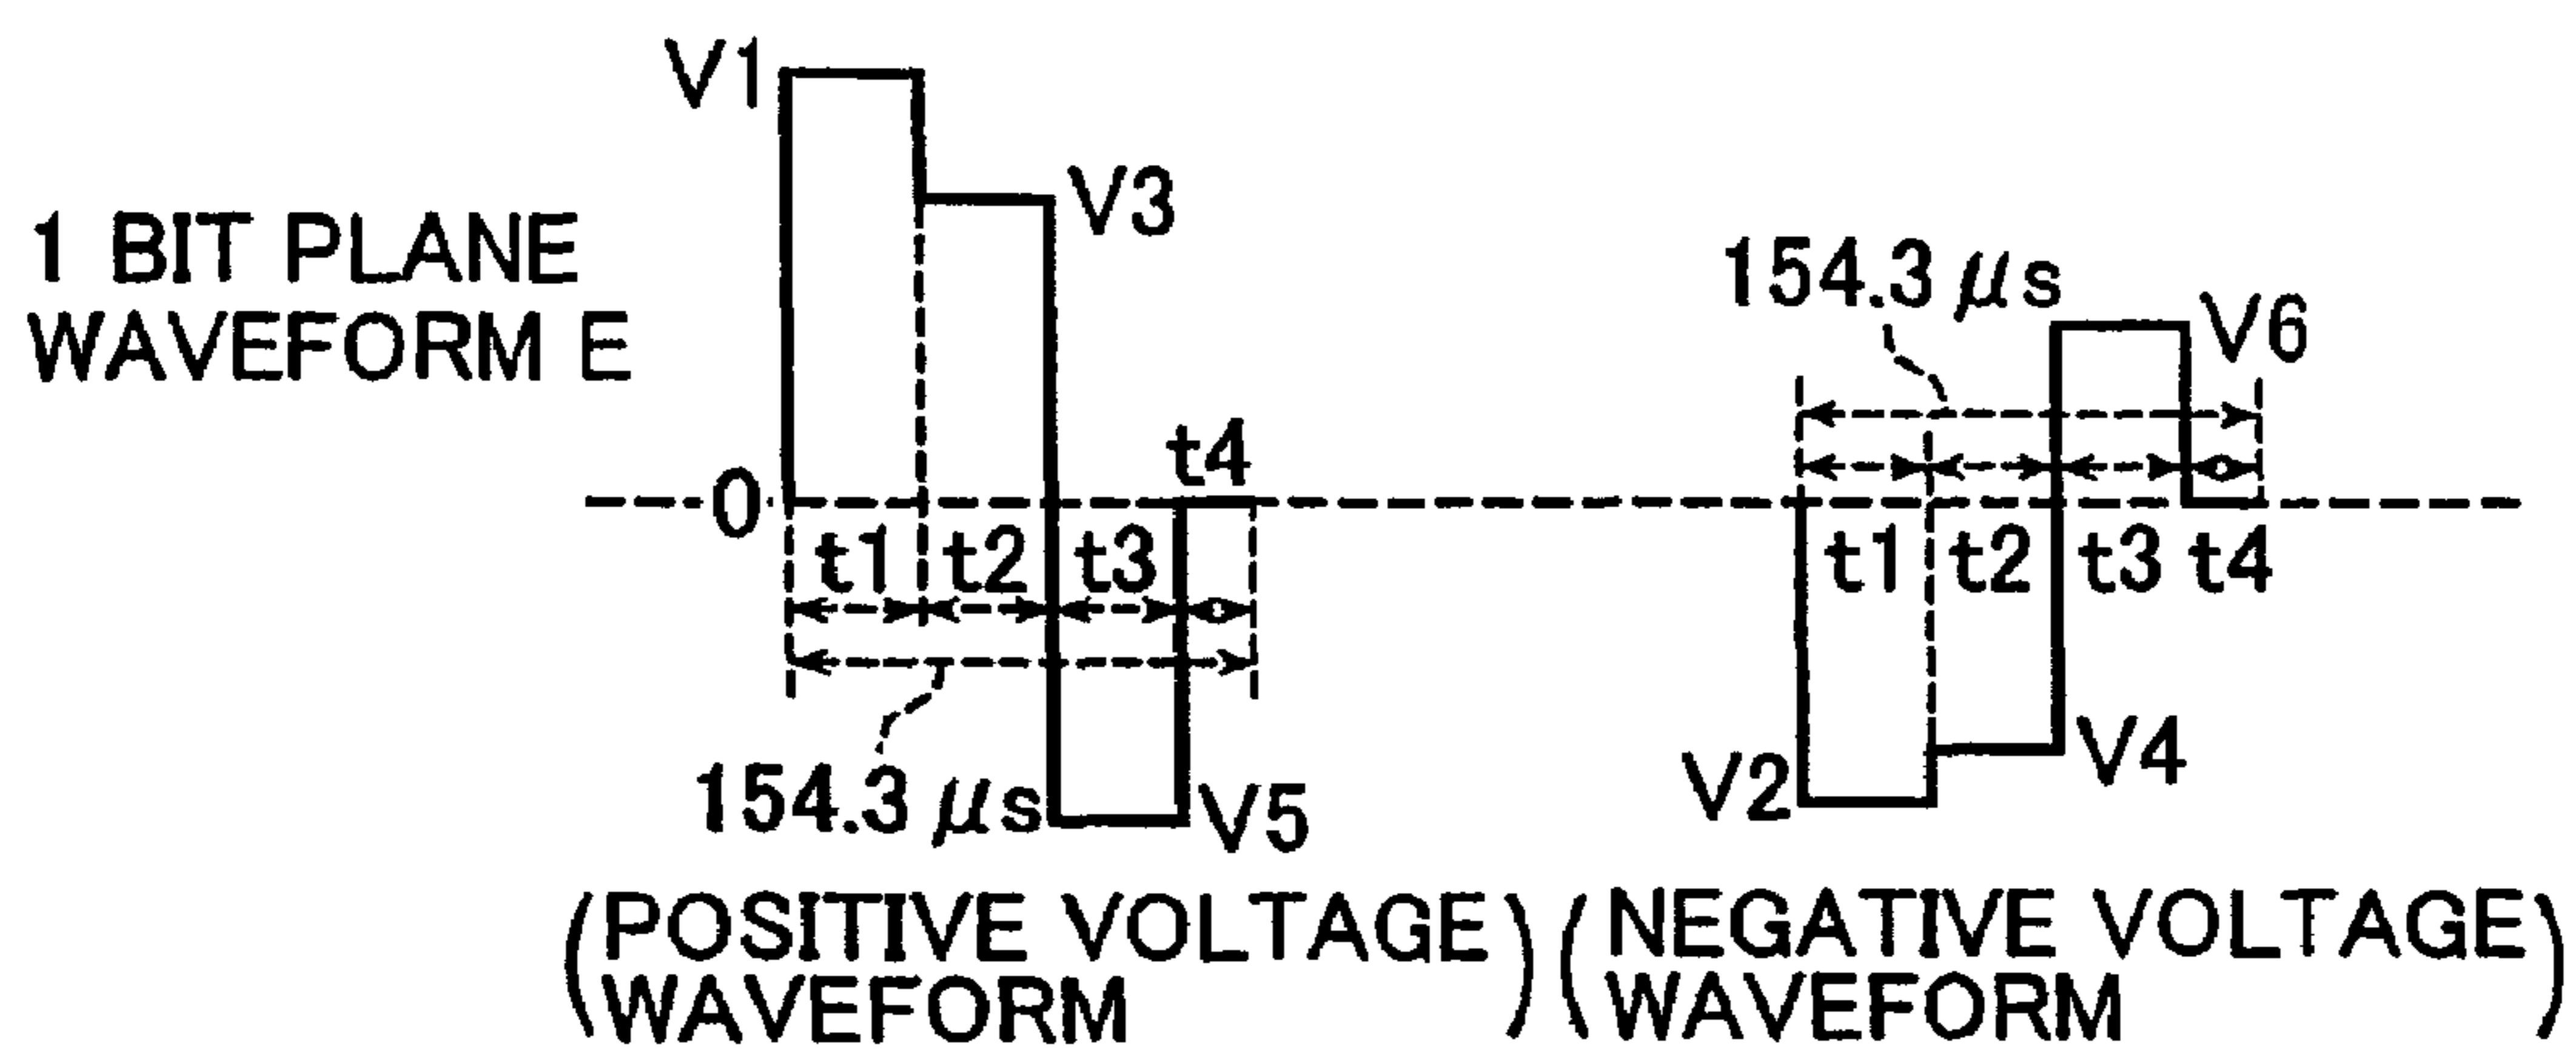 V1
V3
1 BIT PLANE
WAVEFORM E
154.3 μs
V6
t4
0
t1 t2 t3
t1 t2 t3 t4
154.3 μs
V5
V2
V4
(POSITIVE VOLTAGE
WAVEFORM)
(NEGATIVE VOLTAGE
WAVEFORM)